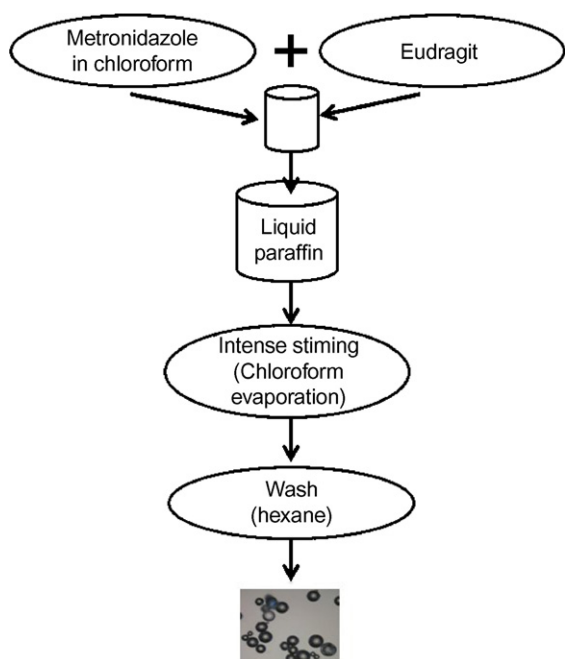 Metronidazole
in chloroform
+
Eudragit
Liquid
paraffin
Intense stiming
(Chloroform
evaporation)
Wash
(hexane)